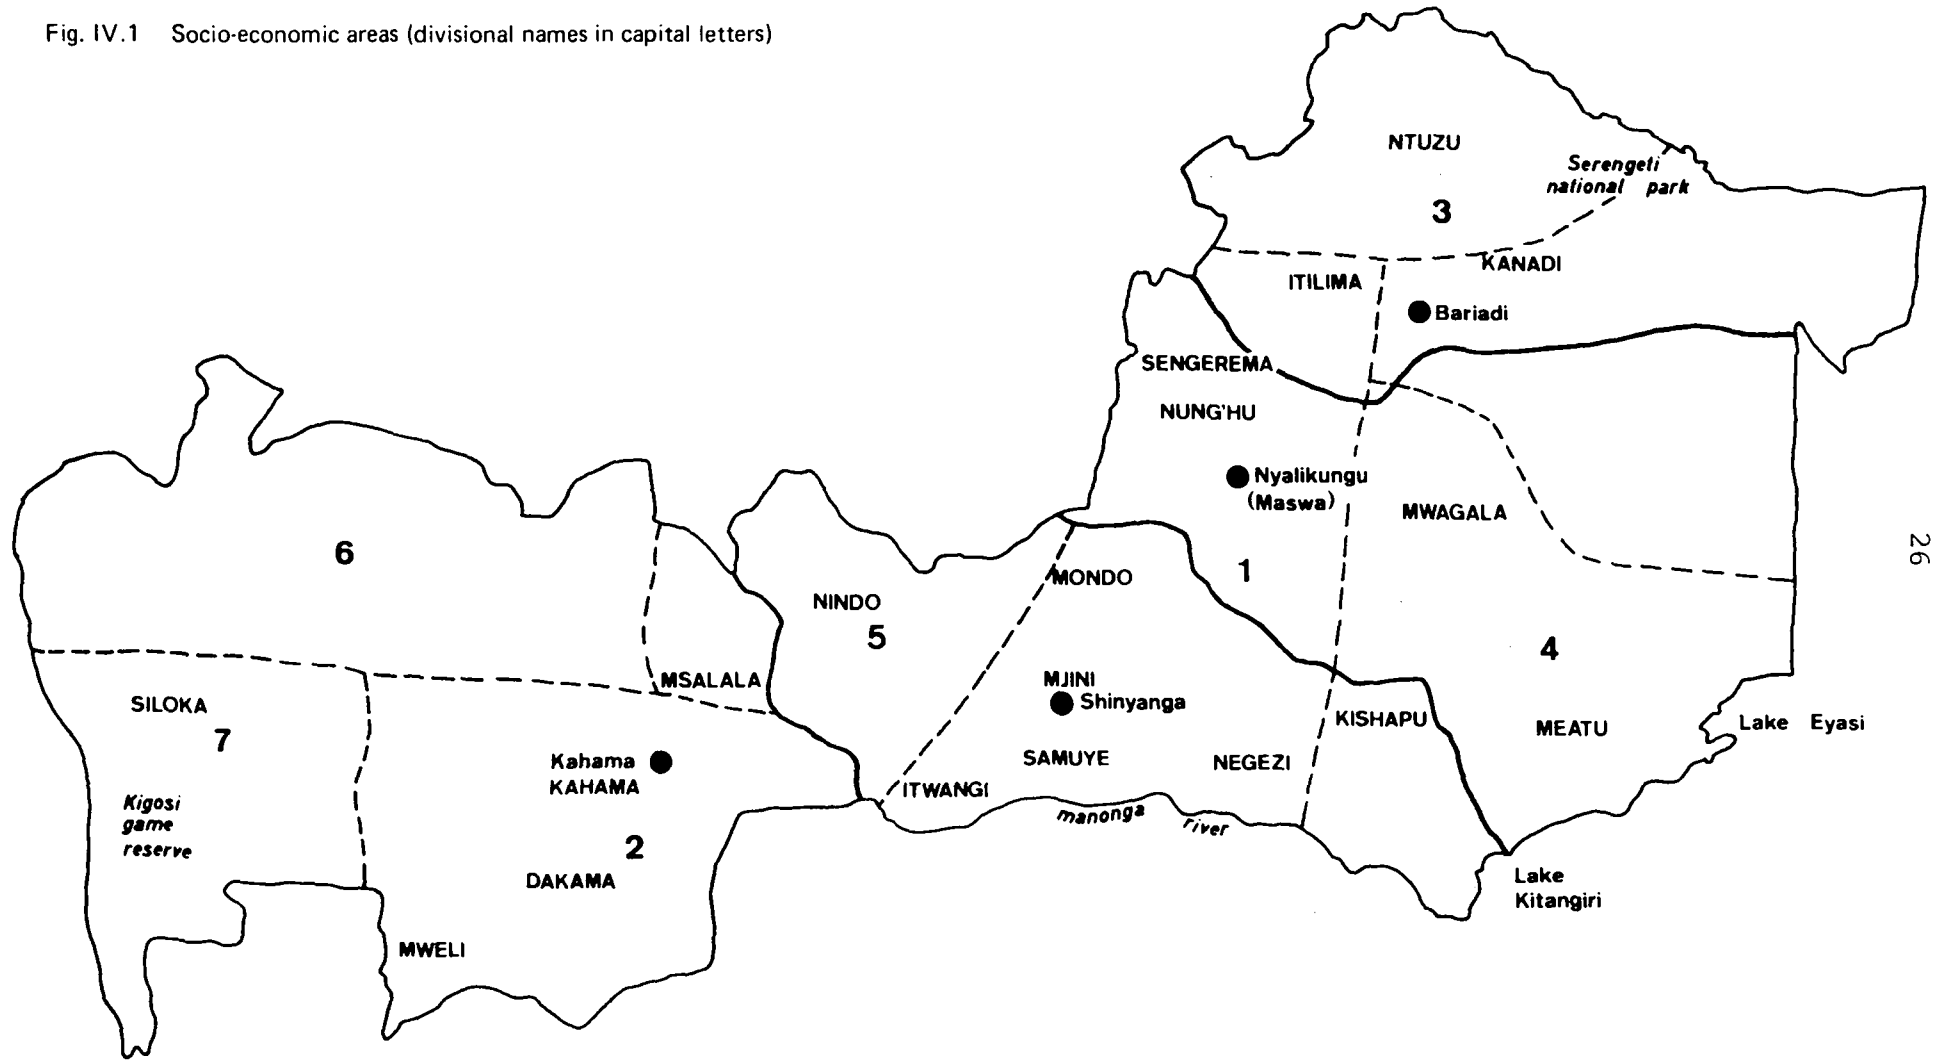 Fig. IV.1 Socio-economic areas (divisional names in capital letters)
NTUZU
Serengeti
national park
3
KANADI
ITILIMA
Bariadi
SENGEREMA
NUNG'HU
Nyalikungu
(Maswa)
MWAGALA
26
6
1
MONDO
NINDO
5
4
MSALALA
MJINI
Shinyanga
SILOKA
7
KISHAPU
MEATU
Lake Eyasi
Kahama
KAHAMA
SAMUYE
NEGEZI
ITWANGI
Kigosi
game
reserve
manonga river
2
DAKAMA
Lake
Kitangiri
MWELI